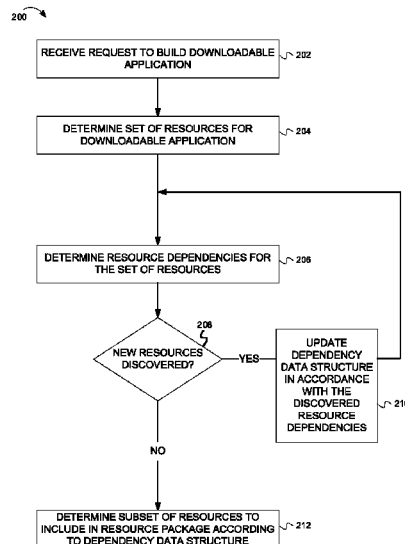 200
RECEIVE REQUEST TO BUILD DOWNLOADABLE
APPLICATION
202
DETERMINE SET OF RESOURCES FOR
DOWNLOADABLE APPLICATION
204
DETERMINE RESOURCE DEPENDENCIES FOR
THE SET OF RESOURCES
206
208
NEW RESOURCES
DISCOVERED?
YES
UPDATE
DEPENDENCY
DATA STRUCTURE
IN ACCORDANCE
WITH THE
DISCOVERED
RESOURCE
DEPENDENCIES
210
NO
DETERMINE SUBSET OF RESOURCES TO
INCLUDE IN RESOURCE PACKAGE ACCORDING
TO DEPENDENCY DATA STRUCTURE
212